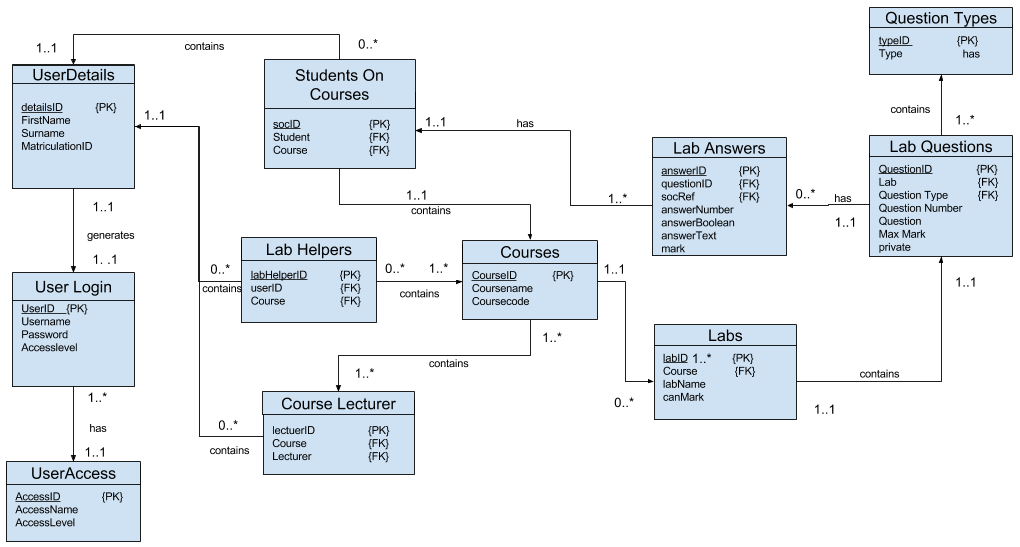 Question Types
typeID {PK}
Type has
contains
1..*
1..1
contains
0..*
UserDetails
detailsID {PK}
FirstName
Surname
MatriculationID
1..1
Students On
Courses
socID {PK}
Student {FK}
Course {FK}
1..1
has
1..*
Lab Answers
answerID {PK}
questionID {FK}
socRef {FK}
answerNumber
answerBoolean
answerText
mark
0..*
has
1..1
Lab Questions
QuestionID {PK}
Lab {FK}
Question Type {FK}
Question Number
Question
Max Mark
private
1..1
generates
1. .1
1..1
contains
User Login
UserID {PK}
Username
Password
Accesslevel
0..*
contains
Lab Helpers
labHelperID {PK}
userID {FK}
Course {FK}
0..*
1..*
contains
Courses
CourseID {PK}
Coursename
Coursecode
1..1
0..*
1..1
Labs
labID 1..* {PK}
Course {FK}
labName
canMark
contains
1..1
1..*
contains
1..*
1..*
has
1..1
0..*
contains
Course Lecturer
lectuerID {PK}
Course {FK}
Lecturer {FK}
UserAccess
AccessID {PK}
AccessName
AccessLevel